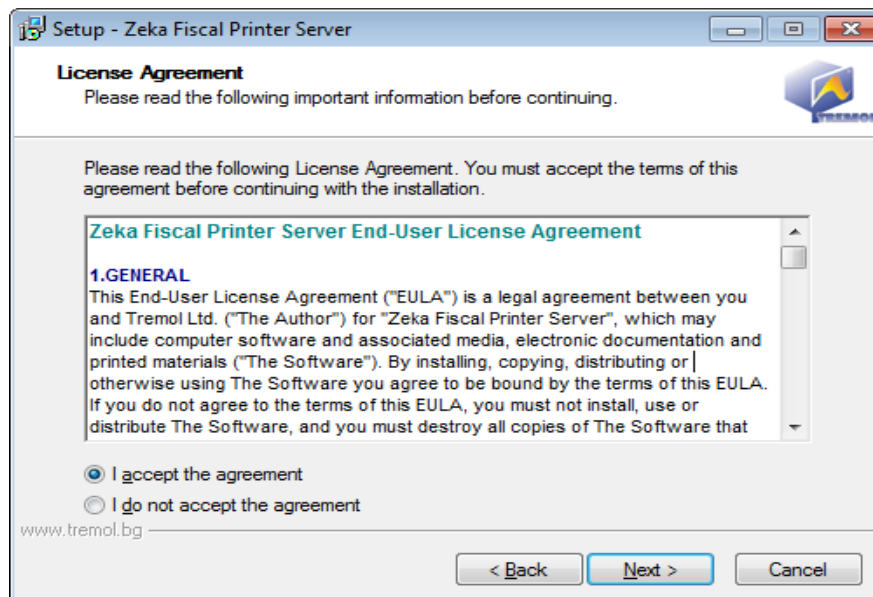 Setup - Zeka Fiscal Printer Server
License Agreement
Please read the following important information before continuing.
TREMOL
Please read the following License Agreement. You must accept the terms of this
agreement before continuing with the installation.
Zeka Fiscal Printer Server End-User License Agreement
1.GENERAL
This End-User License Agreement ("EULA") is a legal agreement between you
and Tremol Ltd. ("The Author") for "Zeka Fiscal Printer Server", which may
include computer software and associated media, electronic documentation and
printed materials ("The Software"). By installing, copying, distributing or
otherwise using The Software you agree to be bound by the terms of this EULA.
If you do not agree to the terms of this EULA, you must not install, use or
distribute The Software, and you must destroy all copies of The Software that
I accept the agreement
I do not accept the agreement
www.tremol.bg
< Back Next > Cancel